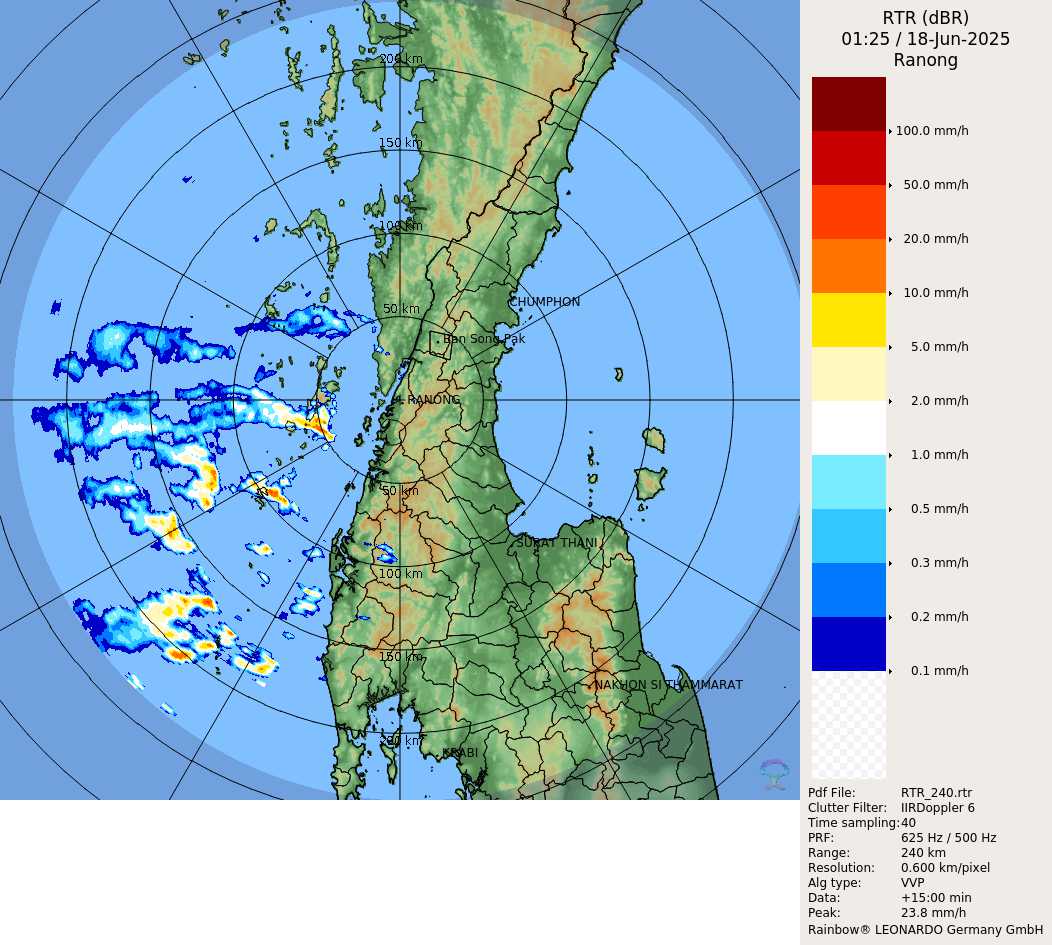 RTR (dBR)
01:25 / 18-Jun-2025
Ranong
200 km
150 km
100 km
50 km
CHUMPHON
Ban Song Pak
RANONG
50 km
SURAT THANI
100 km
150 km
NAKHON SI THAMMARAT
200 km
KRABI
100.0 mm/h
50.0 mm/h
20.0 mm/h
10.0 mm/h
5.0 mm/h
2.0 mm/h
1.0 mm/h
0.5 mm/h
0.3 mm/h
0.2 mm/h
0.1 mm/h
Pdf File: RTR_240.rtr
Clutter Filter: IIRDoppler 6
Time sampling: 40
PRF: 625 Hz / 500 Hz
Range: 240 km
Resolution: 0.600 km/pixel
Alg type: VVP
Data: +15:00 min
Peak: 23.8 mm/h
Rainbow® LEONARDO Germany GmbH